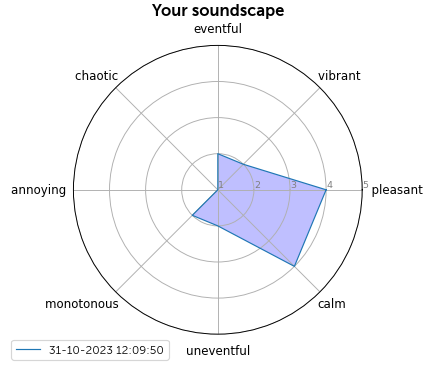 Your soundscape
eventful
chaotic
vibrant
annoying
1
2
3
4
5
pleasant
monotonous
calm
31-10-2023 12:09:50
uneventful